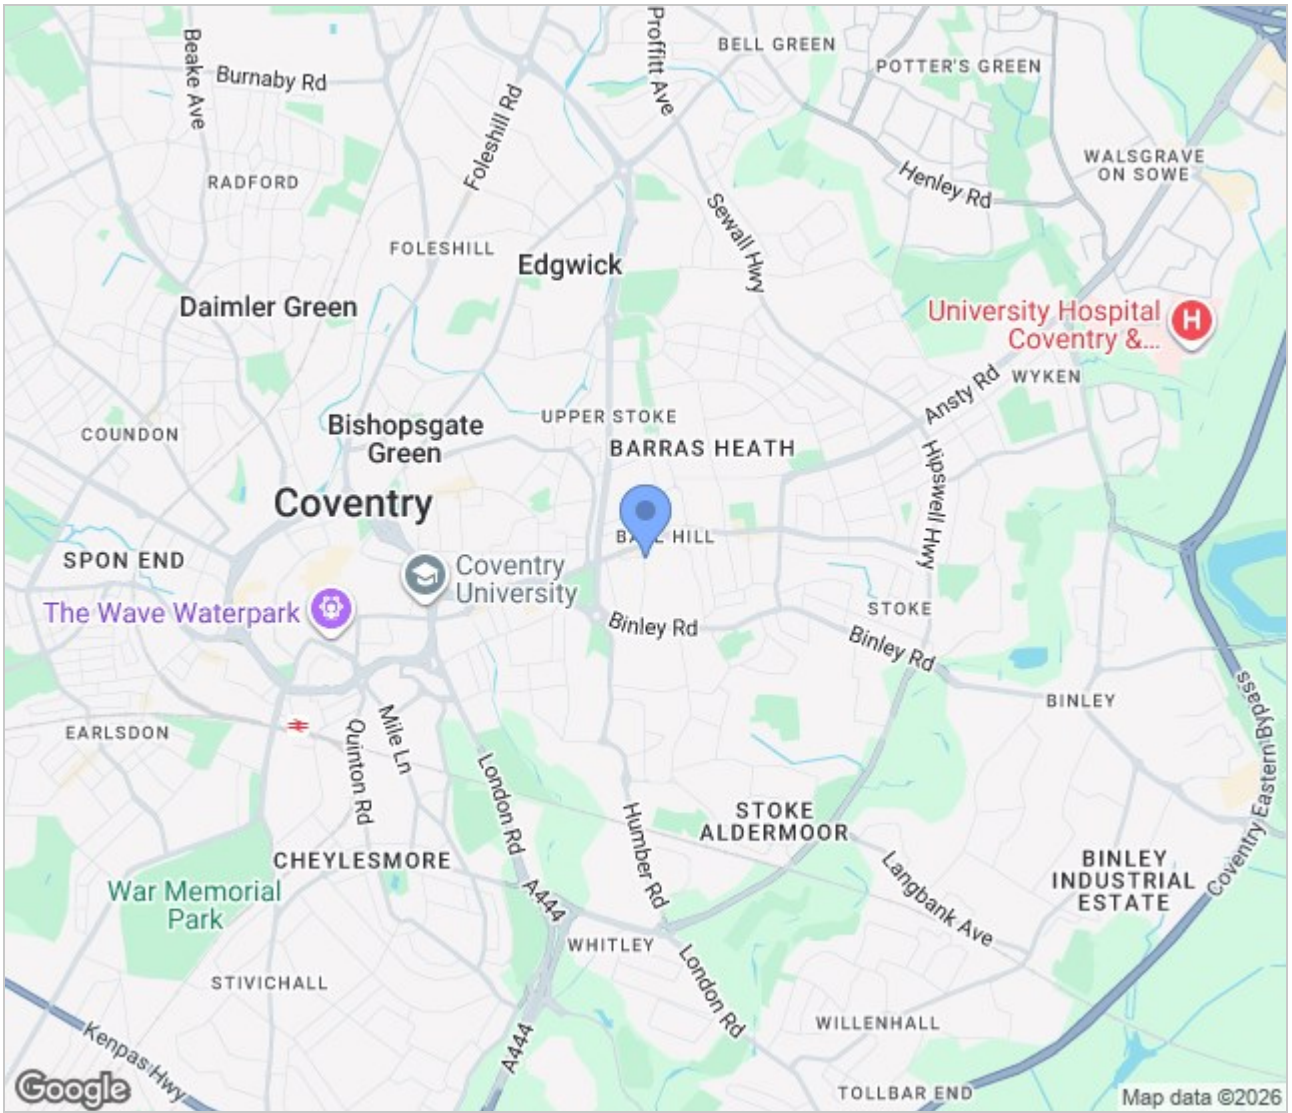 Beake Ave
Burnaby Rd
Foleshill Rd
Proffitt Ave
BELL GREEN
POTTER'S GREEN
WALSGRAVE
ON SOWE
Henley Rd
RADFORD
Sewall Hwy
FOLESHILL
Edgwick
Daimler Green
University Hospital
Coventry &...
H
WYKEN
Ansty Rd
UPPER STOKE
Bishopsgate
Green
COUNDON
BARRAS HEATH
Hipswell Hwy
Coventry
HILL
SPON END
Coventry
University
The Wave Waterpark
STOKE
Binley Rd
Binley Rd
BINLEY
Coventry Eastern Bypass
EARLSDON
Quinton Rd
Mile Ln
London Rd
Humber Rd
STOKE
ALDERMOOR
CHEYLESMORE
Langbank Ave
BINLEY
INDUSTRIAL
ESTATE
War Memorial
Park
A444
WHITLEY
London Rd
STIVICHALL
WILLENHALL
Kenpas Hwy
A444
TOLLBAR END
Google
Map data ©2026